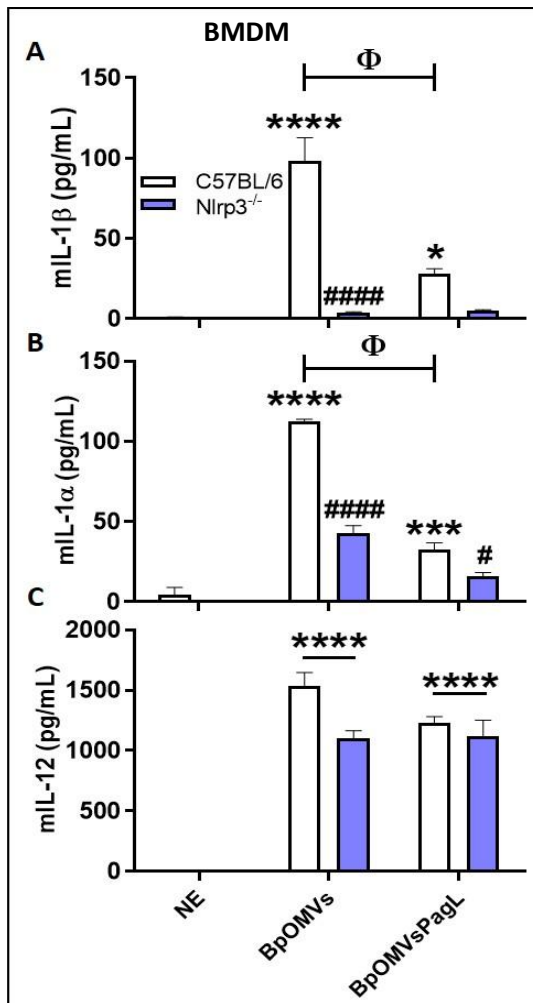 BMDM
A
Φ
150
100
50
0
mIL-1β (pg/mL)
****
C57BL/6
Nlrp3-/-
####
*
B
Φ
150
100
50
0
mIL-1α (pg/mL)
****
####
***
#
C
2000
1500
1000
500
0
mIL-12 (pg/mL)
****
****
NE
BpOMVs
BpOMVsPagL